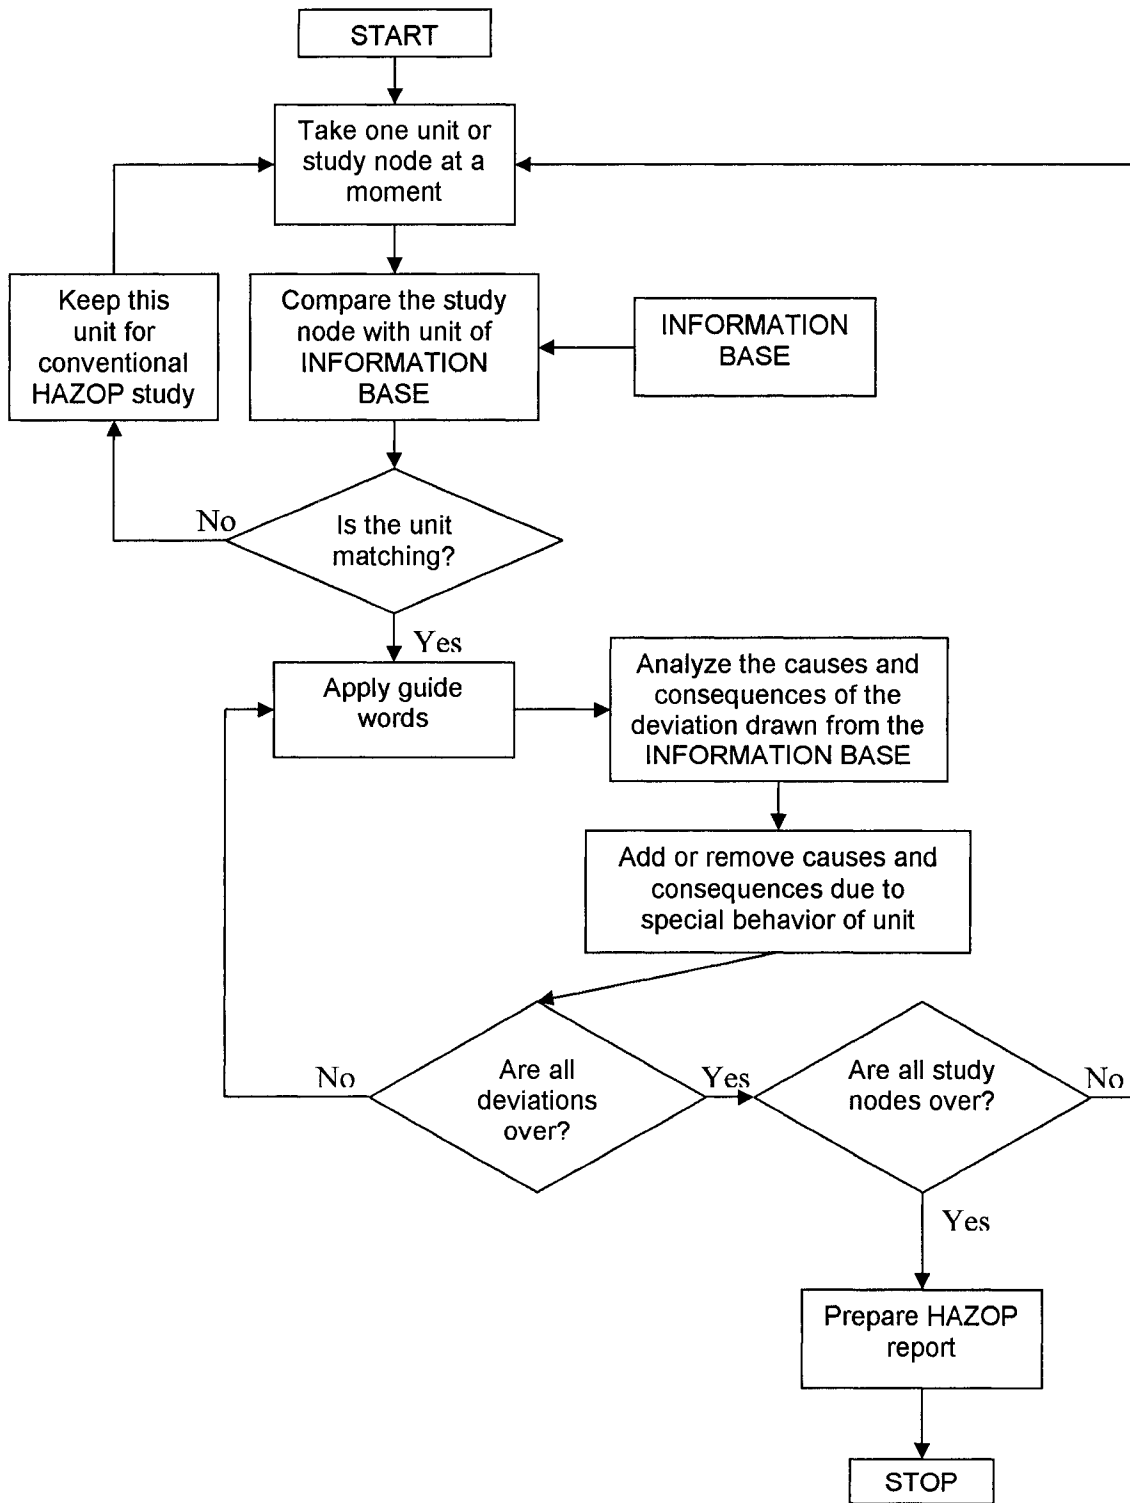 START
Take one unit or
study node at a
moment
Keep this
unit for
conventional
HAZOP study
Compare the study
node with unit of
INFORMATION
BASE
INFORMATION
BASE
No
Is the unit
matching?
Yes
Apply guide
words
Analyze the causes and
consequences of the
deviation drawn from the
INFORMATION BASE
Add or remove causes and
consequences due to
special behavior of unit
No
Are all
deviations
over?
Yes
Are all study
nodes over?
No
Yes
Prepare HAZOP
report
STOP